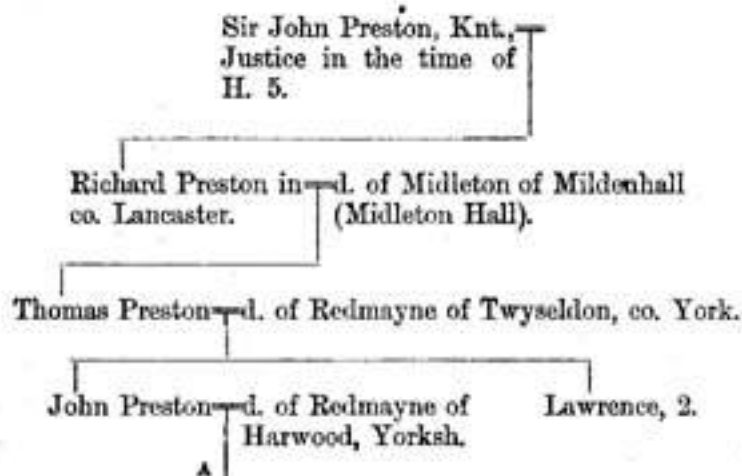 Sir John Preston, Knt.,
Justice in the time of
H. 5.
Richard Preston in d. of Midleton of Mildenhall
co. Lancaster. (Midleton Hall).
Thomas Preston d. of Redmayne of Twyseldon, co. York.
John Preston d. of Redmayne of Lawrence, 2.
Harwood, Yorksh.
A